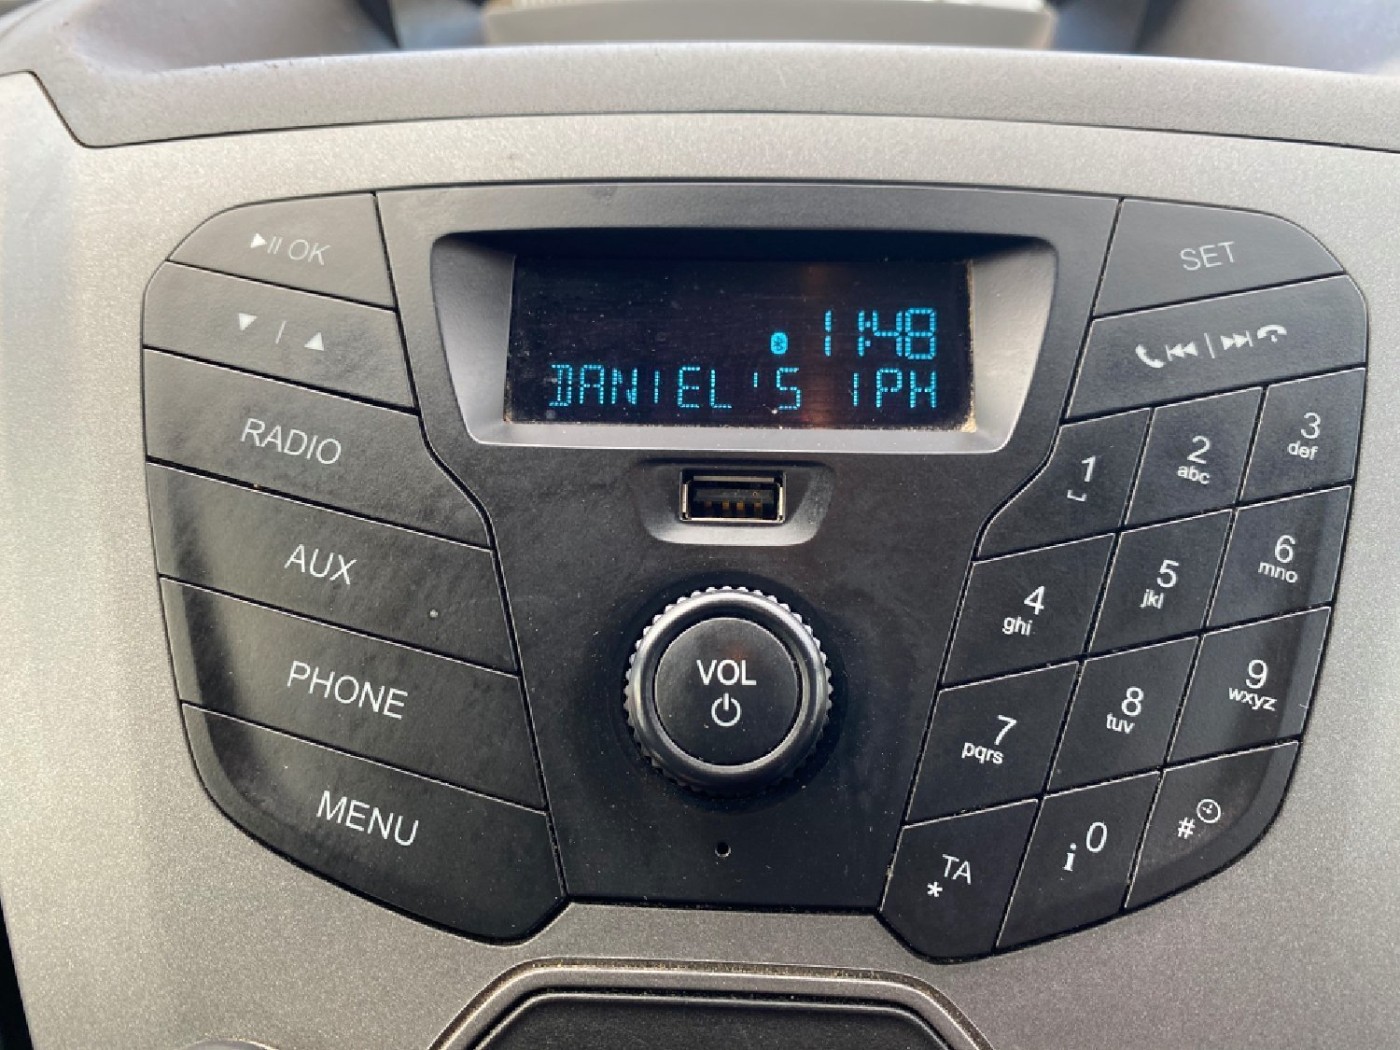 11:48
DANIEL'S IPH
OK
RADIO
AUX
PHONE
MENU
VOL
SET
1
2
abc
3
def
4
ghi
5
jkl
6
mno
7
pqrs
8
tuv
9
wxyz
TA
*
i 0
#